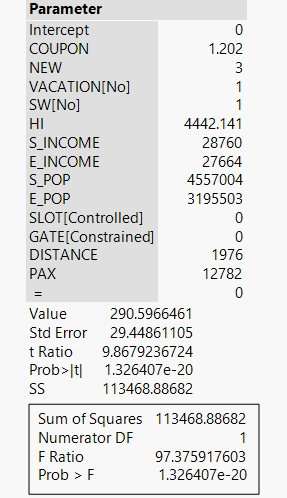 Parameter
Intercept 0
COUPON 1.202
NEW 3
VACATION[No] 1
SW[No] 1
HI 4442.141
S_INCOME 28760
E_INCOME 27664
S_POP 4557004
E_POP 3195503
SLOT[Controlled] 0
GATE[Constrained] 0
DISTANCE 1976
PAX 12782
= 0
Value 290.5966461
Std Error 29.44861105
t Ratio 9.8679236724
Prob>|t| 1.326407e-20
SS 113468.88682
Sum of Squares 113468.88682
Numerator DF 1
F Ratio 97.375917603
Prob > F 1.326407e-20